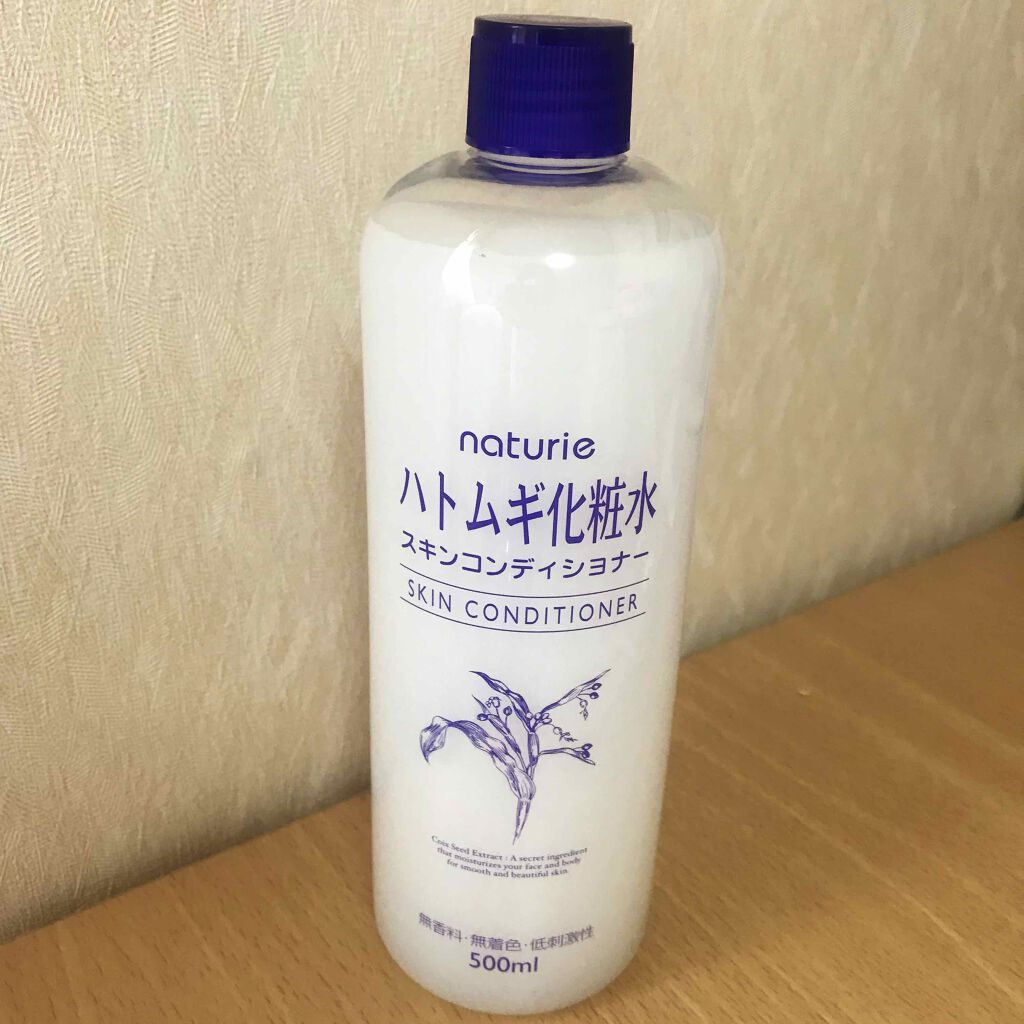 naturie
ハトムギ化粧水
スキンコンディショナー
SKIN CONDITIONER
Coix Seed Extract : A secret ingredient
that moisturizes your face and body
for smooth and beautiful skin.
無香料・無着色・低刺激性
500ml